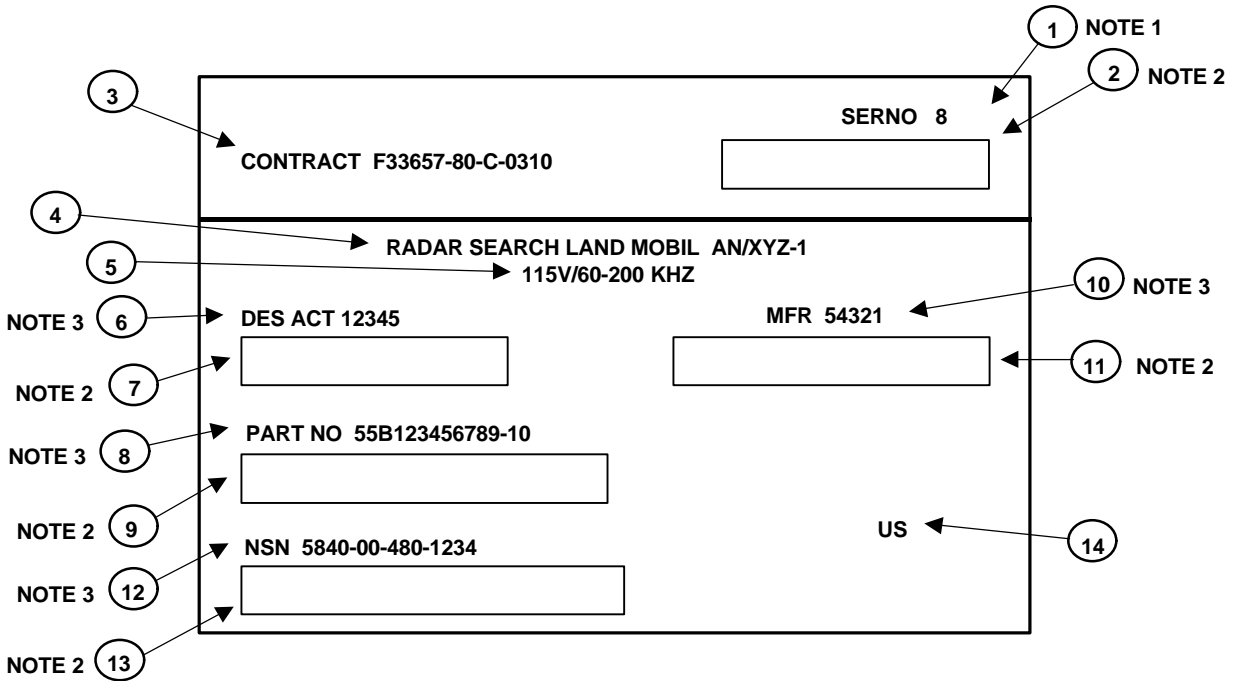 1 NOTE 1
2 NOTE 2
3
SERNO 8
CONTRACT F33657-80-C-0310
4
RADAR SEARCH LAND MOBIL AN/XYZ-1
5
115V/60-200 KHZ
10 NOTE 3
NOTE 3 6
DES ACT 12345
MFR 54321
NOTE 2 7
11 NOTE 2
NOTE 3 8
PART NO 55B123456789-10
NOTE 2 9
US
14
NSN 5840-00-480-1234
NOTE 3 12
NOTE 2 13